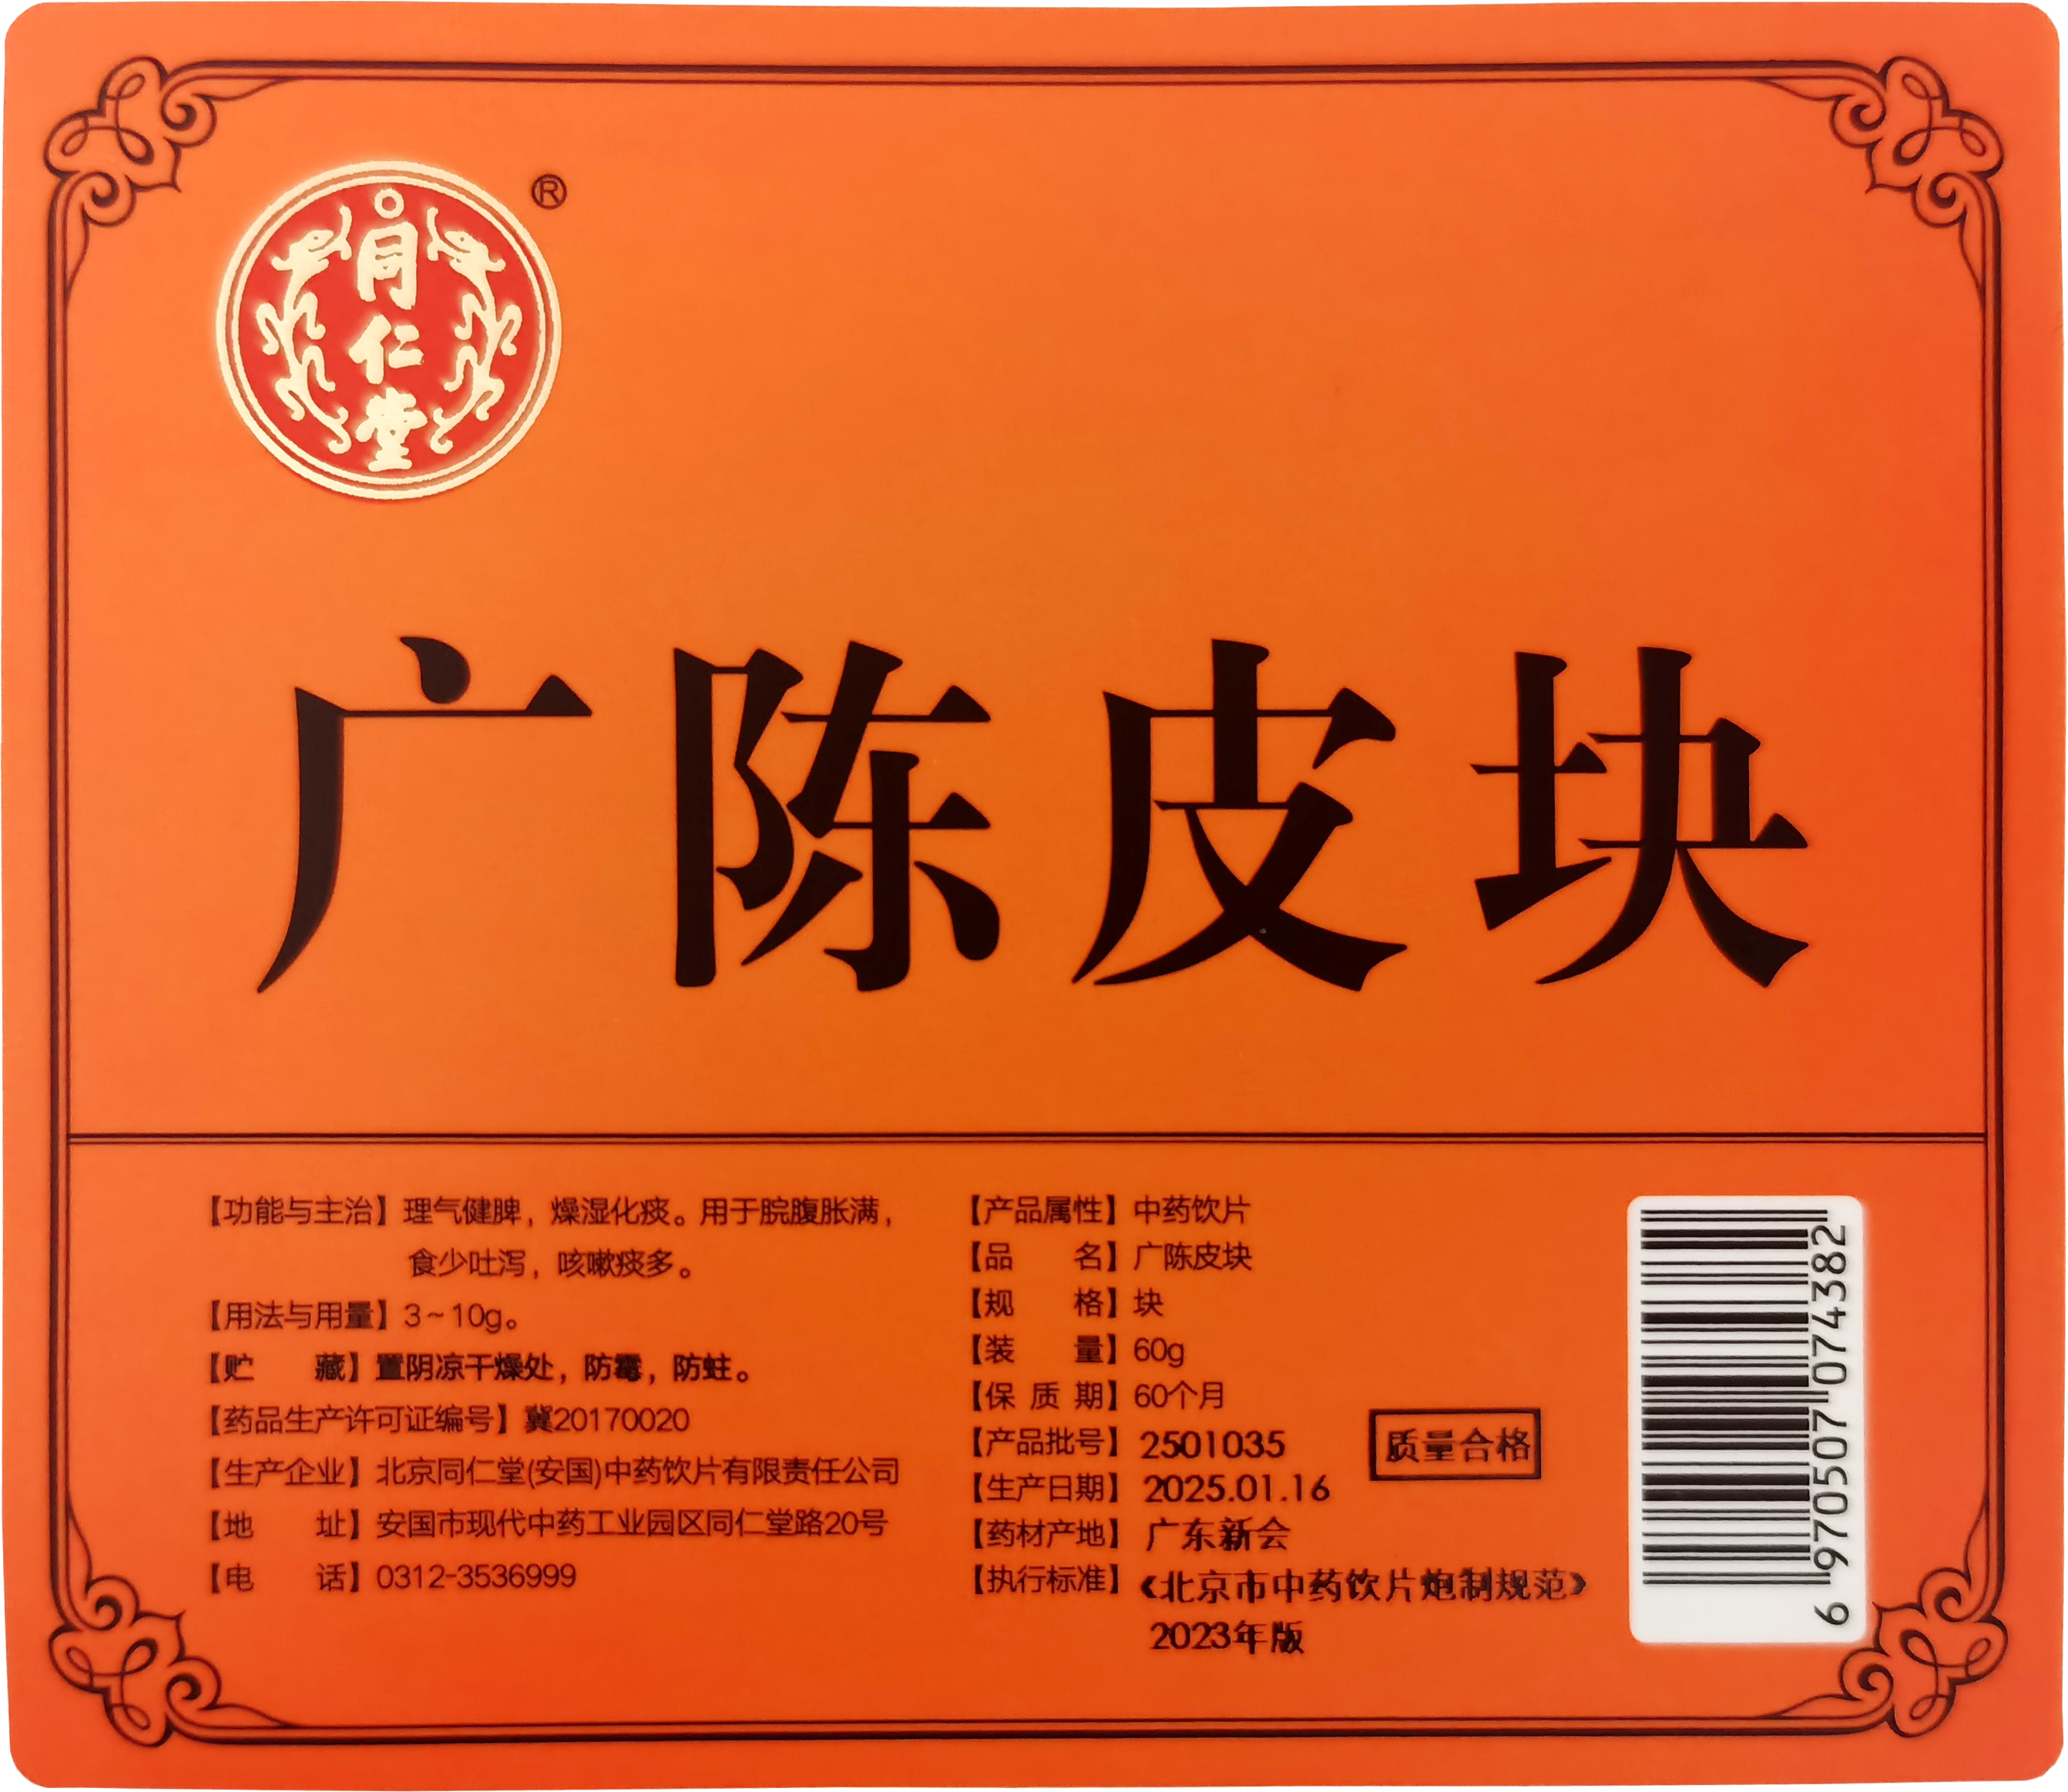 同仁堂
®
广陈皮块
【功能与主治】理气健脾，燥湿化痰。用于脘腹胀满，
食少吐泻，咳嗽痰多。
【用法与用量】3~10g。
【贮 藏】置阴凉干燥处，防霉，防蛀。
【药品生产许可证编号】冀20170020
【生产企业】北京同仁堂(安国)中药饮片有限责任公司
【地 址】安国市现代中药工业园区同仁堂路20号
【电 话】0312-3536999
【产品属性】中药饮片
【品 名】广陈皮块
【规 格】块
【装 量】60g
【保 质 期】60个月
【产品批号】2501035
【生产日期】2025.01.16
【药材产地】广东新会
【执行标准】《北京市中药饮片炮制规范》
2023年版
质量合格
6 970507 074382